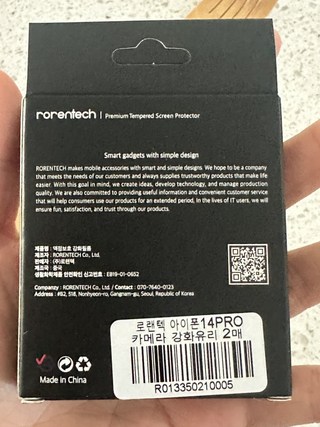 rorentech | Premium Tempered Screen Protector
Smart gadgets with simple design
RORENTECH makes mobile accessories with smart and simple designs. We hope to be a company
that meets the needs of our customers and always supplies trustworthy products that make life
easier. With this goal in mind, we create ideas, develop technology, and manage production
quality. We are also committed to providing useful information and convenient customer service
that will help consumers use our products for an extended period. In the lives of IT users, we will
ensure fun, satisfaction, and trust through our products.
제품명 : 액정보호 강화필름
제조원 : RORENTECH Co., Ltd.
판매자 : (주)로랜텍
제조국 : 중국
생활화학제품 안전확인 신고번호 : EB19-01-0652
Company : RORENTECH Co., Ltd / Contact : 070-7640-0123
Address : #B2, 518, Nonhyeon-ro, Gangnam-gu, Seoul, Republic of Korea
Made in China
로랜텍 아이폰14PRO
카메라 강화유리 2매
R013350210005